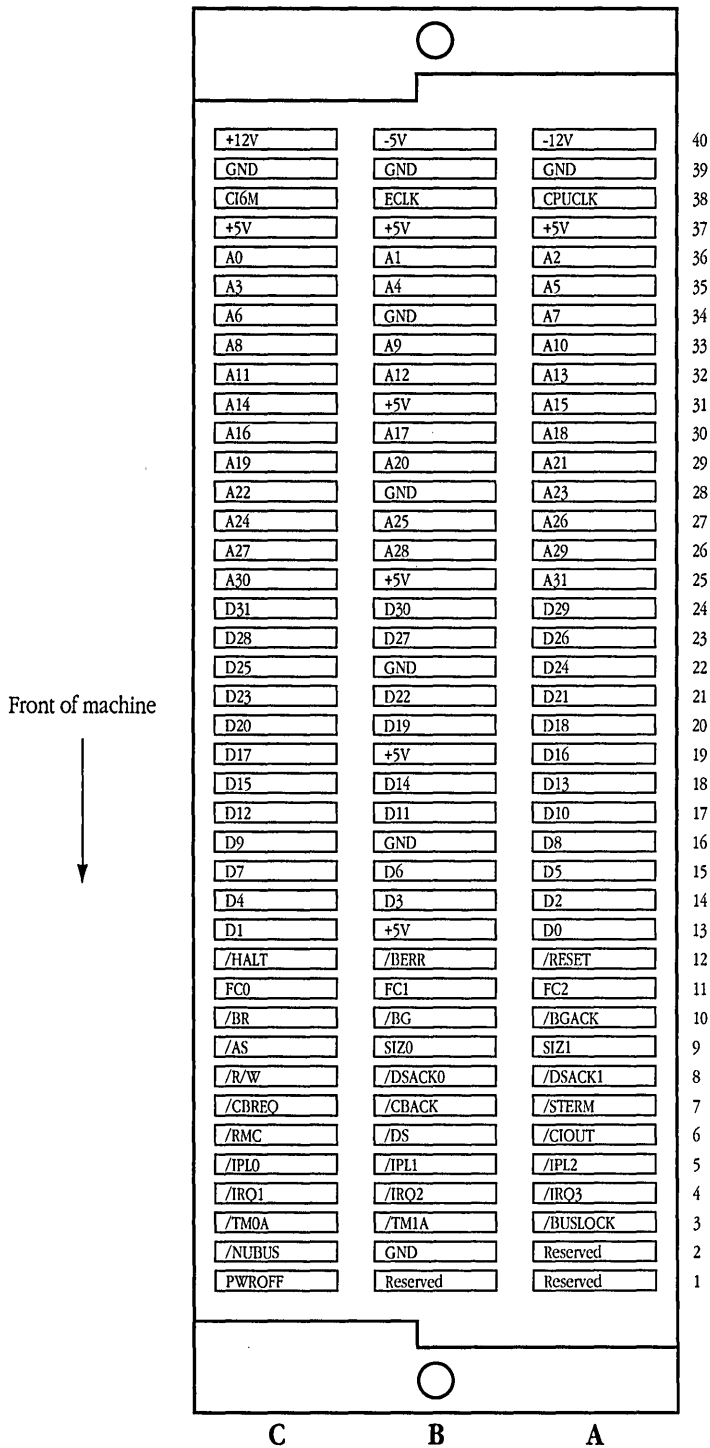 +12V -5V -12V 40
GND GND GND 39
CI6M ECLK CPUCLK 38
+5V +5V +5V 37
A0 A1 A2 36
A3 A4 A5 35
A6 GND A7 34
A8 A9 A10 33
A11 A12 A13 32
A14 +5V A15 31
A16 A17 A18 30
A19 A20 A21 29
A22 GND A23 28
A24 A25 A26 27
A27 A28 A29 26
A30 +5V A31 25
D31 D30 D29 24
D28 D27 D26 23
D25 GND D24 22
D23 D22 D21 21
Front of machine
D20 D19 D18 20
D17 +5V D16 19
D15 D14 D13 18
D12 D11 D10 17
D9 GND D8 16
D7 D6 D5 15
D4 D3 D2 14
D1 +5V D0 13
/HALT /BERR /RESET 12
FC0 FC1 FC2 11
/BR /BG /BGACK 10
/AS SIZ0 SIZ1 9
/R/W /DSACK0 /DSACK1 8
/CBREQ /CBACK /STERM 7
/RMC /DS /CIOUT 6
/IPL0 /IPL1 /IPL2 5
/IRQ1 /IRQ2 /IRQ3 4
/TM0A /TM1A /BUSLOCK 3
/NUBUS GND Reserved 2
PWROFF Reserved Reserved 1
C B A